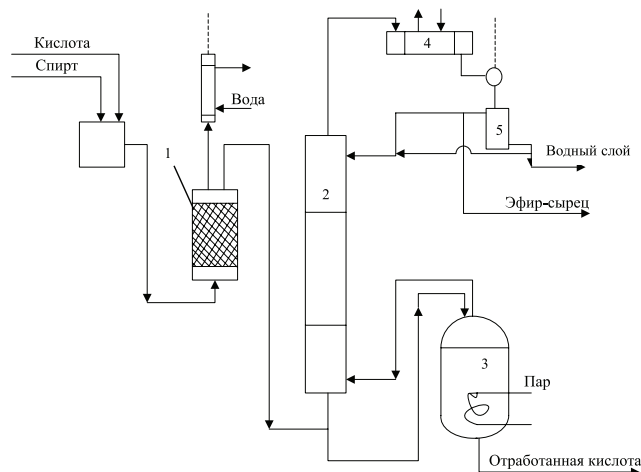 Кислота
Спирт
Вода
1
2
3
4
5
Водный слой
Эфир-сырец
Пар
Отработанная кислота